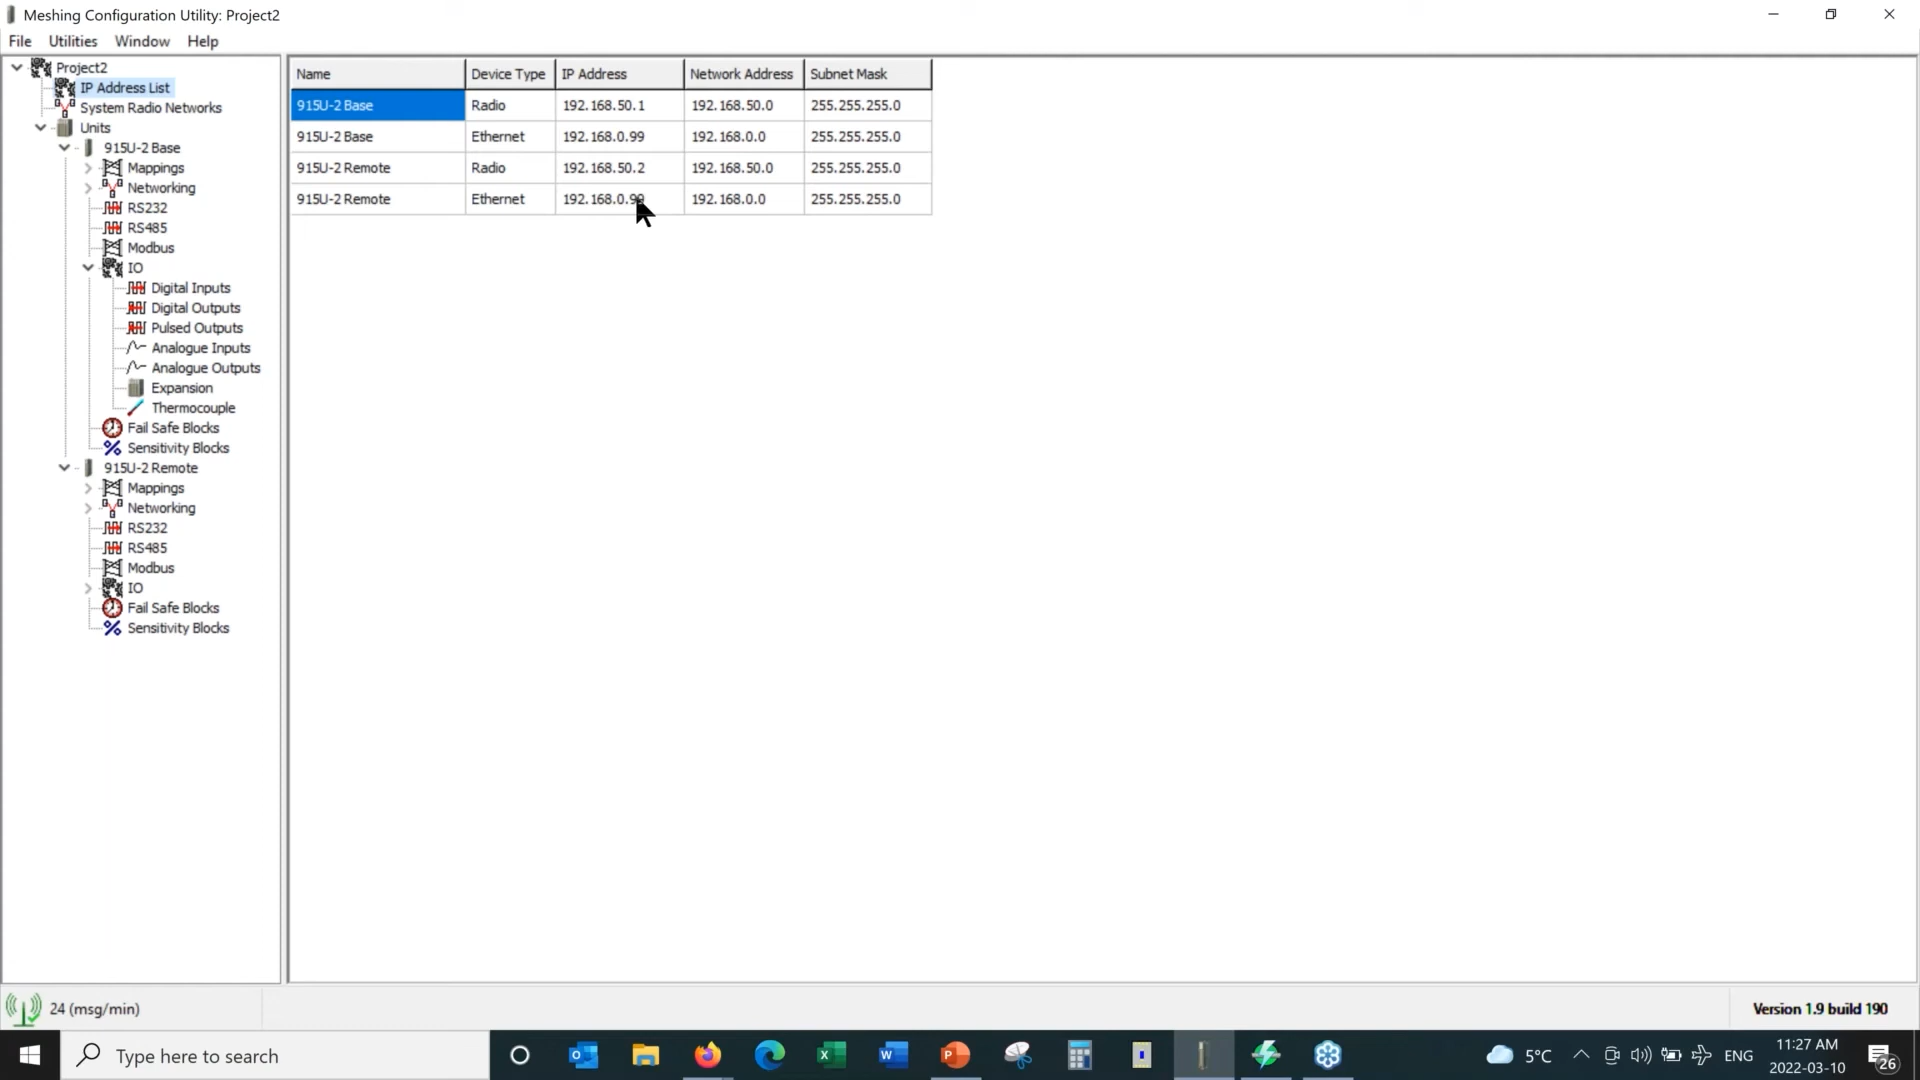 Meshing Configuration Utility: Project2
File Utilities Window Help
Project2
IP Address List
System Radio Networks
Units
915U-2 Base
Mappings
Networking
RS232
RS485
Modbus
IO
Digital Inputs
Digital Outputs
Pulsed Outputs
Analogue Inputs
Analogue Outputs
Expansion
Thermocouple
Fail Safe Blocks
Sensitivity Blocks
915U-2 Remote
Mappings
Networking
RS232
RS485
Modbus
IO
Fail Safe Blocks
Sensitivity Blocks
Name Device Type IP Address Network Address Subnet Mask
915U-2 Base Radio 192.168.50.1 192.168.50.0 255.255.255.0
915U-2 Base Ethernet 192.168.0.99 192.168.0.0 255.255.255.0
915U-2 Remote Radio 192.168.50.2 192.168.50.0 255.255.255.0
915U-2 Remote Ethernet 192.168.0.99 192.168.0.0 255.255.255.0
24 (msg/min)
Version 1.9 build 190
Type here to search
5°C
ENG
11:27 AM
2022-03-10
26